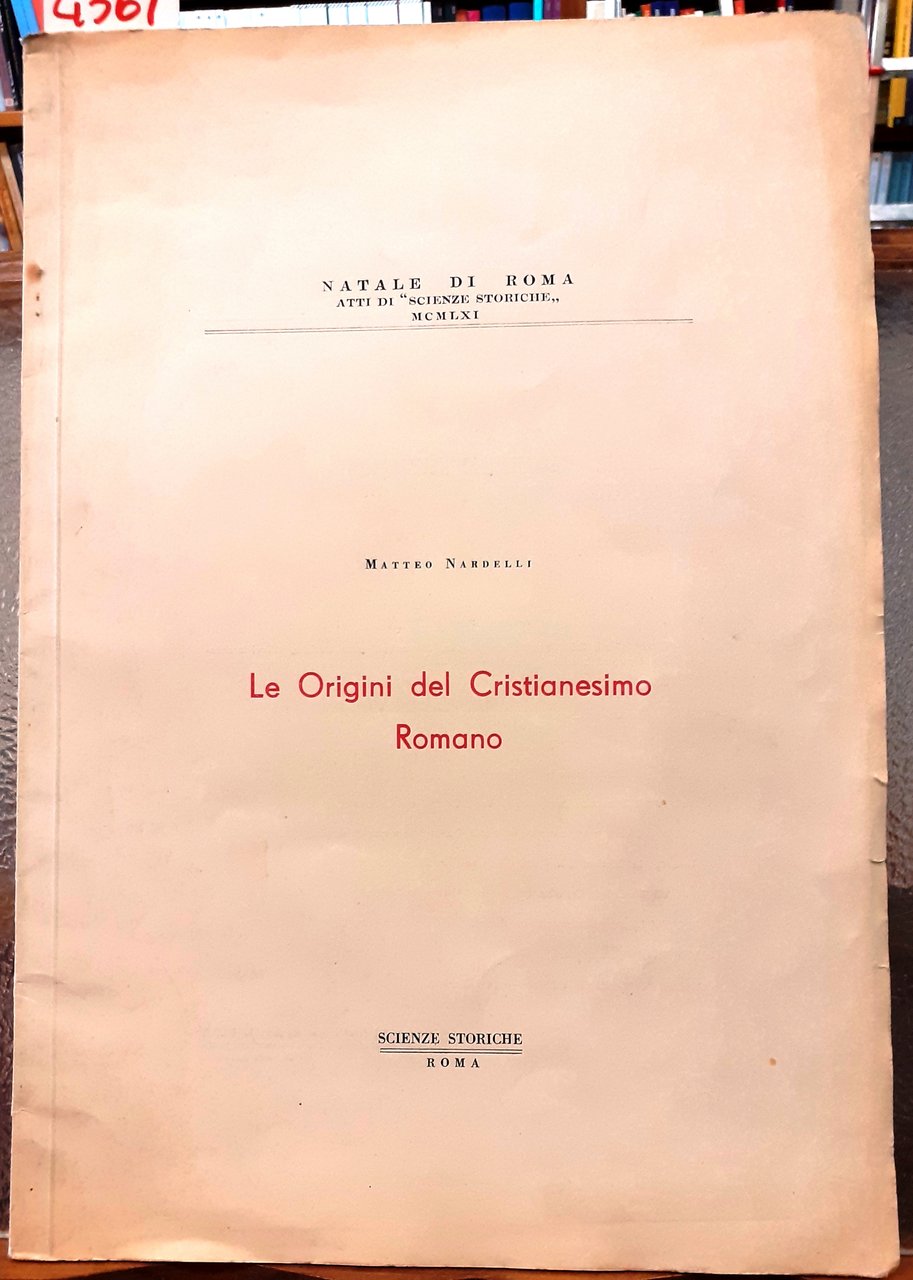 NATALE DI ROMA
ATTI DI “SCIENZE STORICHE„
MCMLXI
MATTEO NARDELLI
Le Origini del Cristianesimo
Romano
SCIENZE STORICHE
ROMA